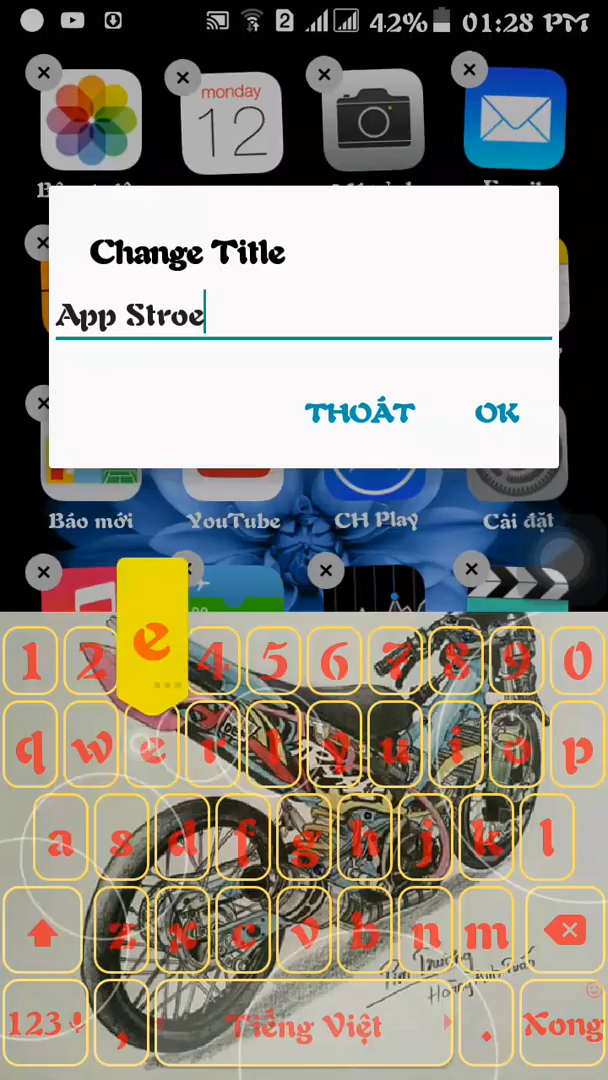 2 42% 01:28 PM
monday
12
Change Title
App Stroe
THOÁT OK
Báo mới YouTube CH Play Cài đặt
e
1 2 4 5 6 7 8 9 0
q w e r t y u i o p
a s d f g h j k l
z x c v b n m
123 , Tiếng Việt . Xong